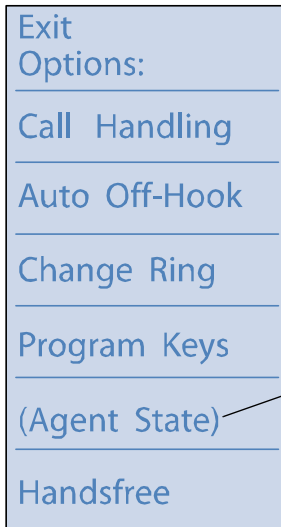 Exit
Options:
Call Handling
Auto Off-Hook
Change Ring
Program Keys
(Agent State)
Handsfree